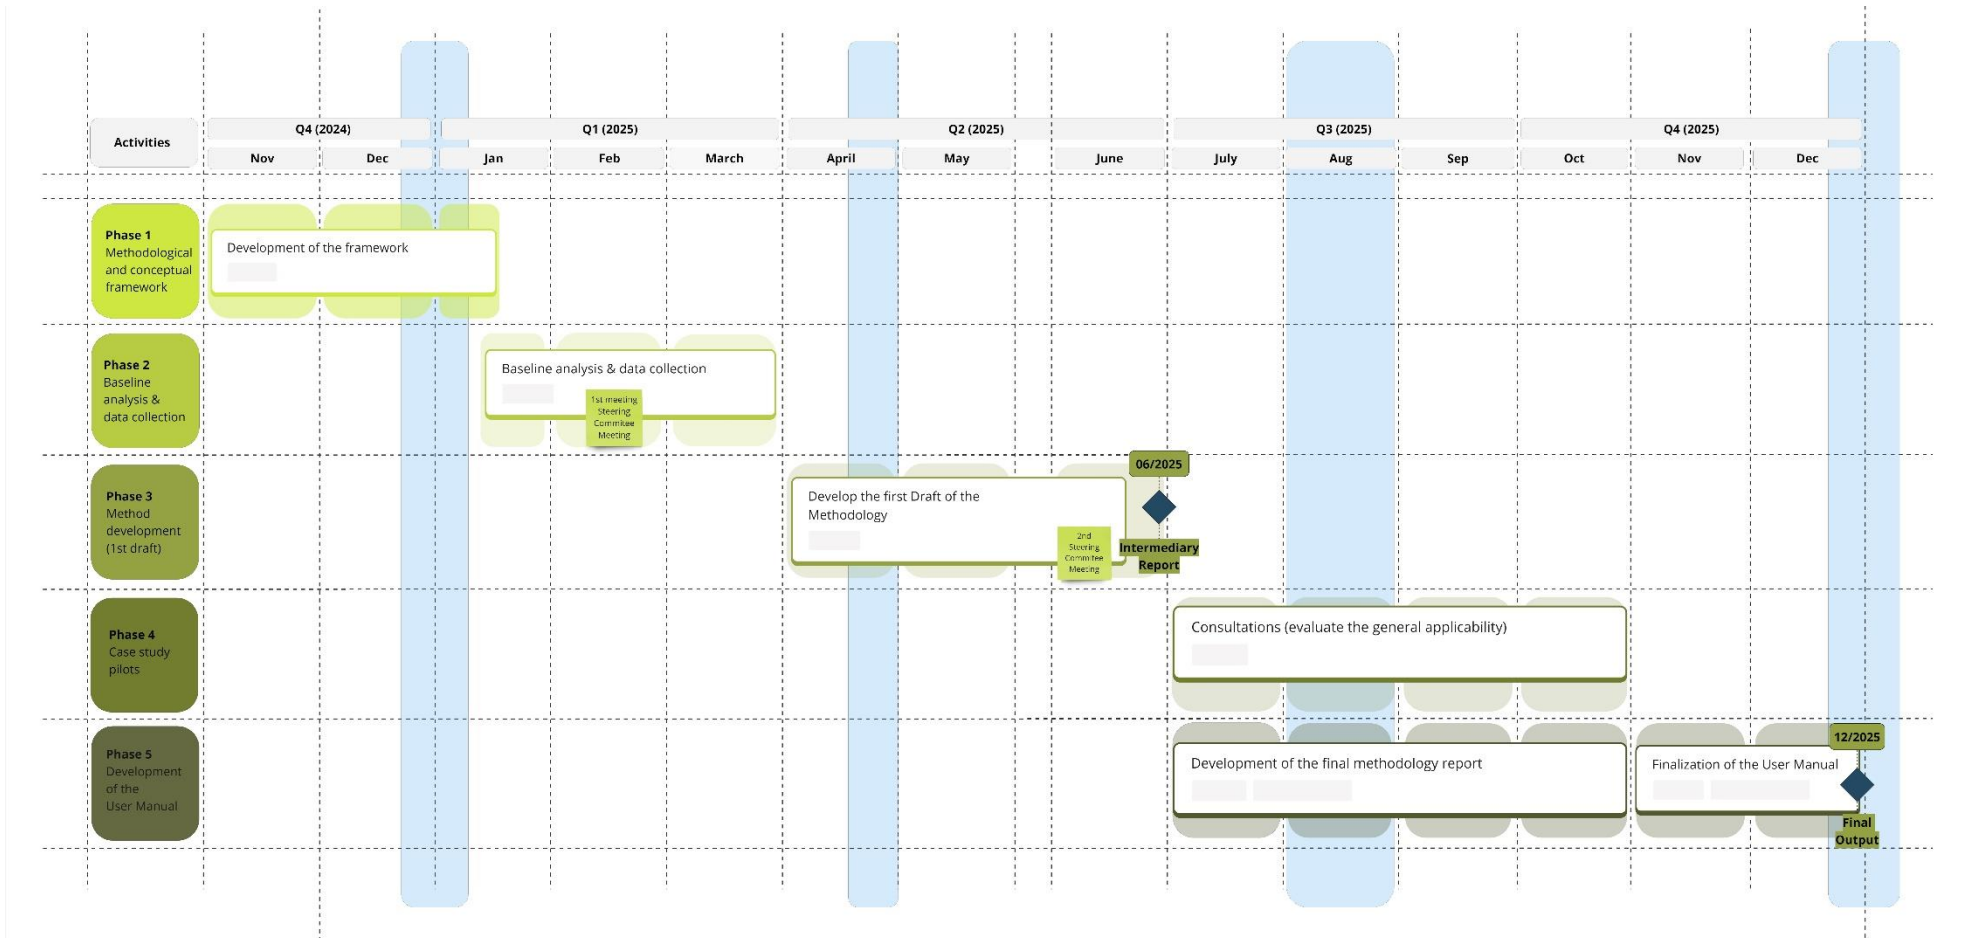 Activities
Q4 (2024)
Q1 (2025)
Q2 (2025)
Q3 (2025)
Q4 (2025)
Nov
Dec
Jan
Feb
March
April
May
June
July
Aug
Sep
Oct
Nov
Dec
Phase 1
Methodological
and conceptual
framework
Development of the framework
Phase 2
Baseline
analysis &
data collection
Baseline analysis & data collection
1st meeting
Steering
Commitee
Meeting
Phase 3
Method
development
(1st draft)
Develop the first Draft of the
Methodology
2nd
Steering
Commitee
Meeting
06/2025
Intermediary
Report
Phase 4
Case study
pilots
Consultations (evaluate the general applicability)
Phase 5
Development
of the
User Manual
Development of the final methodology report
Finalization of the User Manual
12/2025
Final
Output